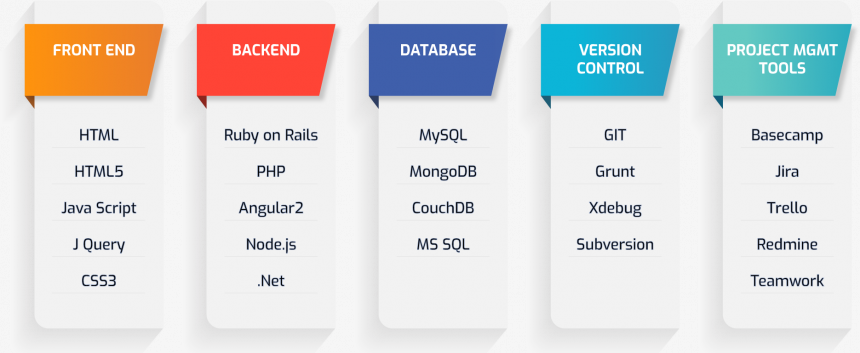 FRONT END
HTML
HTML5
Java Script
J Query
CSS3
BACKEND
Ruby on Rails
PHP
Angular2
Node.js
.Net
DATABASE
MySQL
MongoDB
CouchDB
MS SQL
VERSION
CONTROL
GIT
Grunt
Xdebug
Subversion
PROJECT MGMT
TOOLS
Basecamp
Jira
Trello
Redmine
Teamwork